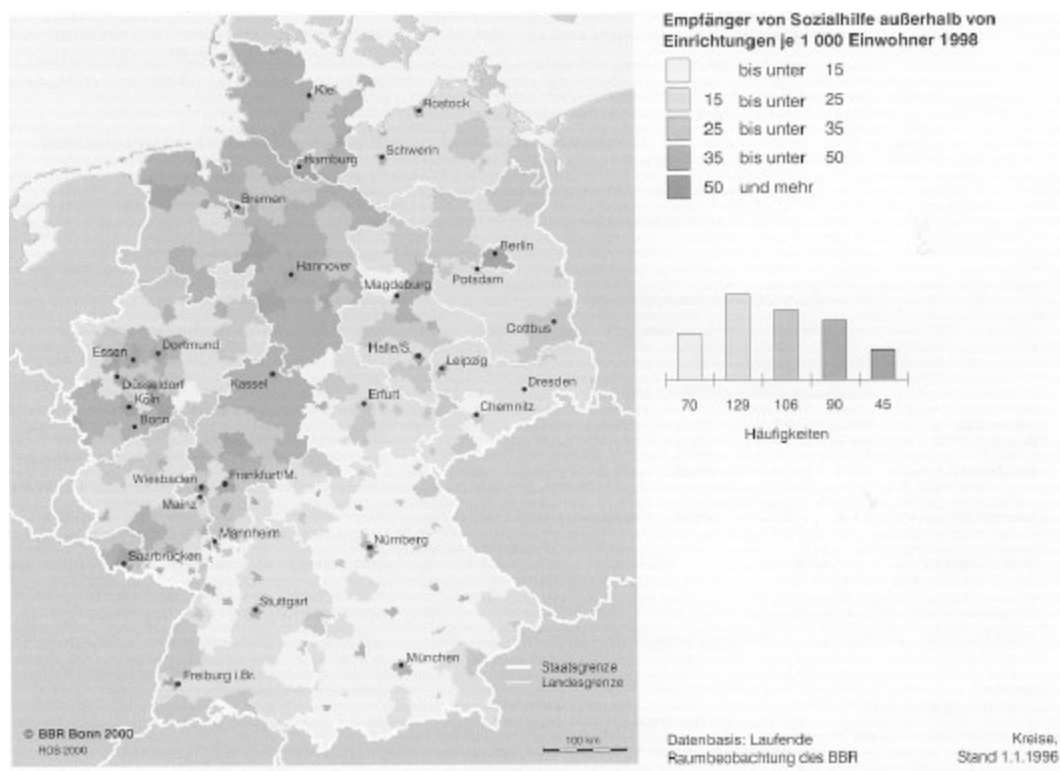 Empfänger von Sozialhilfe außerhalb von
Einrichtungen je 1 000 Einwohner 1998
bis unter 15
15 bis unter 25
25 bis unter 35
35 bis unter 50
50 und mehr
Kiel
Rostock
Schwerin
Hamburg
Bremen
Berlin
Hannover
Potsdam
Magdeburg
Cottbus
Dortmund
Essen
Halle/S.
Leipzig
Düsseldorf
Kassel
Dresden
Köln
Erfurt
Chemnitz
Bonn
Wiesbaden
Frankfurt/M.
Mainz
Mannheim
Nürnberg
Saarbrücken
Stuttgart
München
Freiburg i.Br.
70 129 106 90 45
Häufigkeiten
Staatsgrenze
Landesgrenze
100 km
© BBR Bonn 2000
ROB 2000
Datenbasis: Laufende
Raumbeobachtung des BBR
Kreise,
Stand 1.1.1996